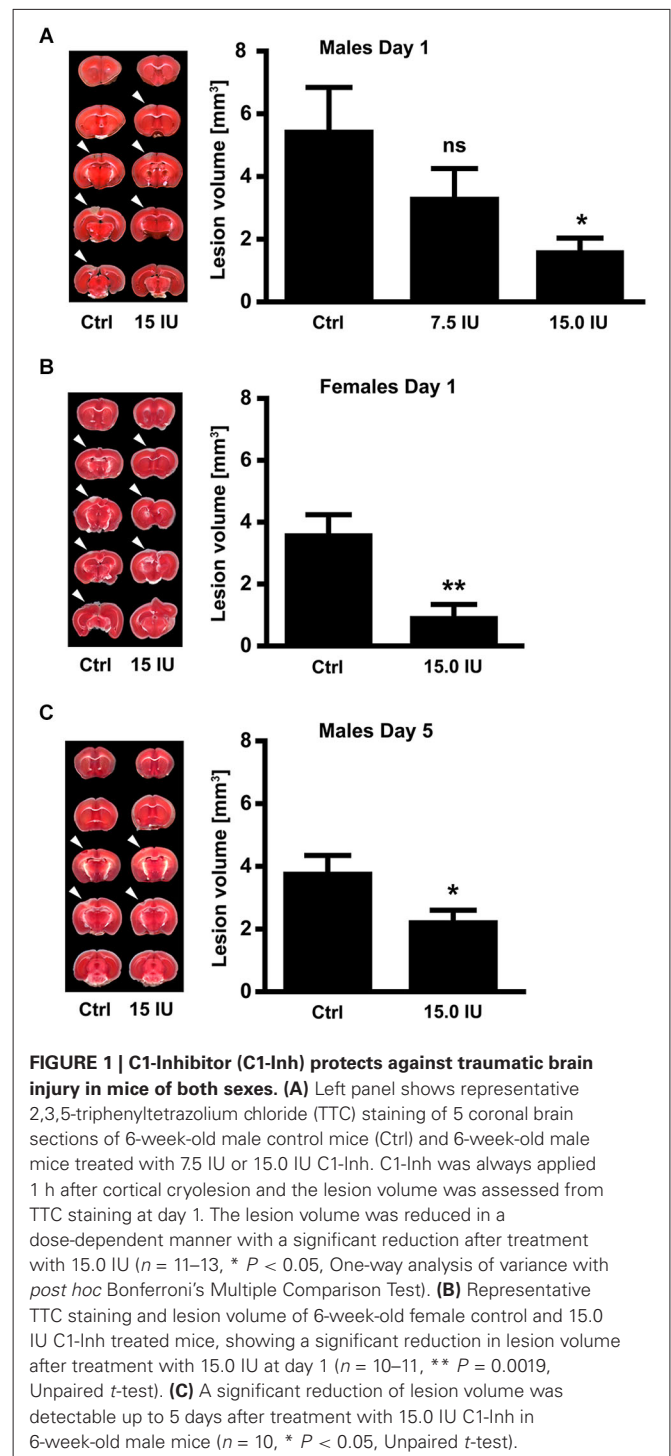 A
Males Day 1
Lesion volume [mm³]
8
6
4
2
0
ns
*
Ctrl 15 IU
Ctrl 7.5 IU 15.0 IU
B
Females Day 1
Lesion volume [mm³]
8
6
4
2
0
**
Ctrl 15 IU
Ctrl 15.0 IU
C
Males Day 5
Lesion volume [mm³]
8
6
4
2
0
*
Ctrl 15 IU
Ctrl 15.0 IU
FIGURE 1 | C1-Inhibitor (C1-Inh) protects against traumatic brain
injury in mice of both sexes. (A) Left panel shows representative
2,3,5-triphenyltetrazolium chloride (TTC) staining of 5 coronal brain
sections of 6-week-old male control mice (Ctrl) and 6-week-old male
mice treated with 7.5 IU or 15.0 IU C1-Inh. C1-Inh was always applied
1 h after cortical cryolesion and the lesion volume was assessed from
TTC staining at day 1. The lesion volume was reduced in a
dose-dependent manner with a significant reduction after treatment
with 15.0 IU (n = 11–13, * P < 0.05, One-way analysis of variance with
post hoc Bonferroni's Multiple Comparison Test). (B) Representative
TTC staining and lesion volume of 6-week-old female control and 15.0
IU C1-Inh treated mice, showing a significant reduction in lesion volume
after treatment with 15.0 IU at day 1 (n = 10–11, ** P = 0.0019,
Unpaired t-test). (C) A significant reduction of lesion volume was
detectable up to 5 days after treatment with 15.0 IU C1-Inh in
6-week-old male mice (n = 10, * P < 0.05, Unpaired t-test).